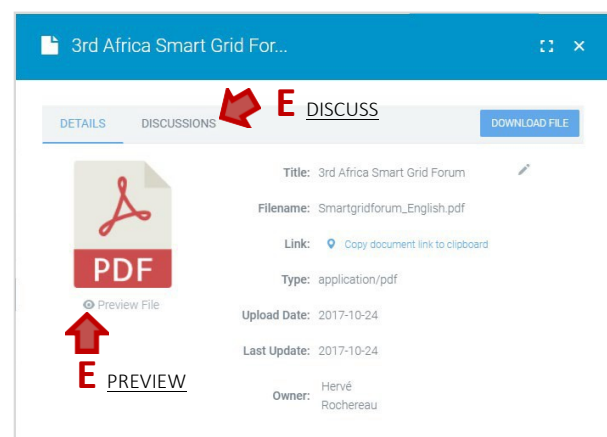 3rd Africa Smart Grid For...
E DISCUSS
DETAILS DISCUSSIONS DOWNLOAD FILE
Title: 3rd Africa Smart Grid Forum
Filename: Smartgridforum_English.pdf
Link: Copy document link to clipboard
PDF
Type: application/pdf
Preview File
Upload Date: 2017-10-24
Last Update: 2017-10-24
E PREVIEW
Owner: Hervé
Rochereau